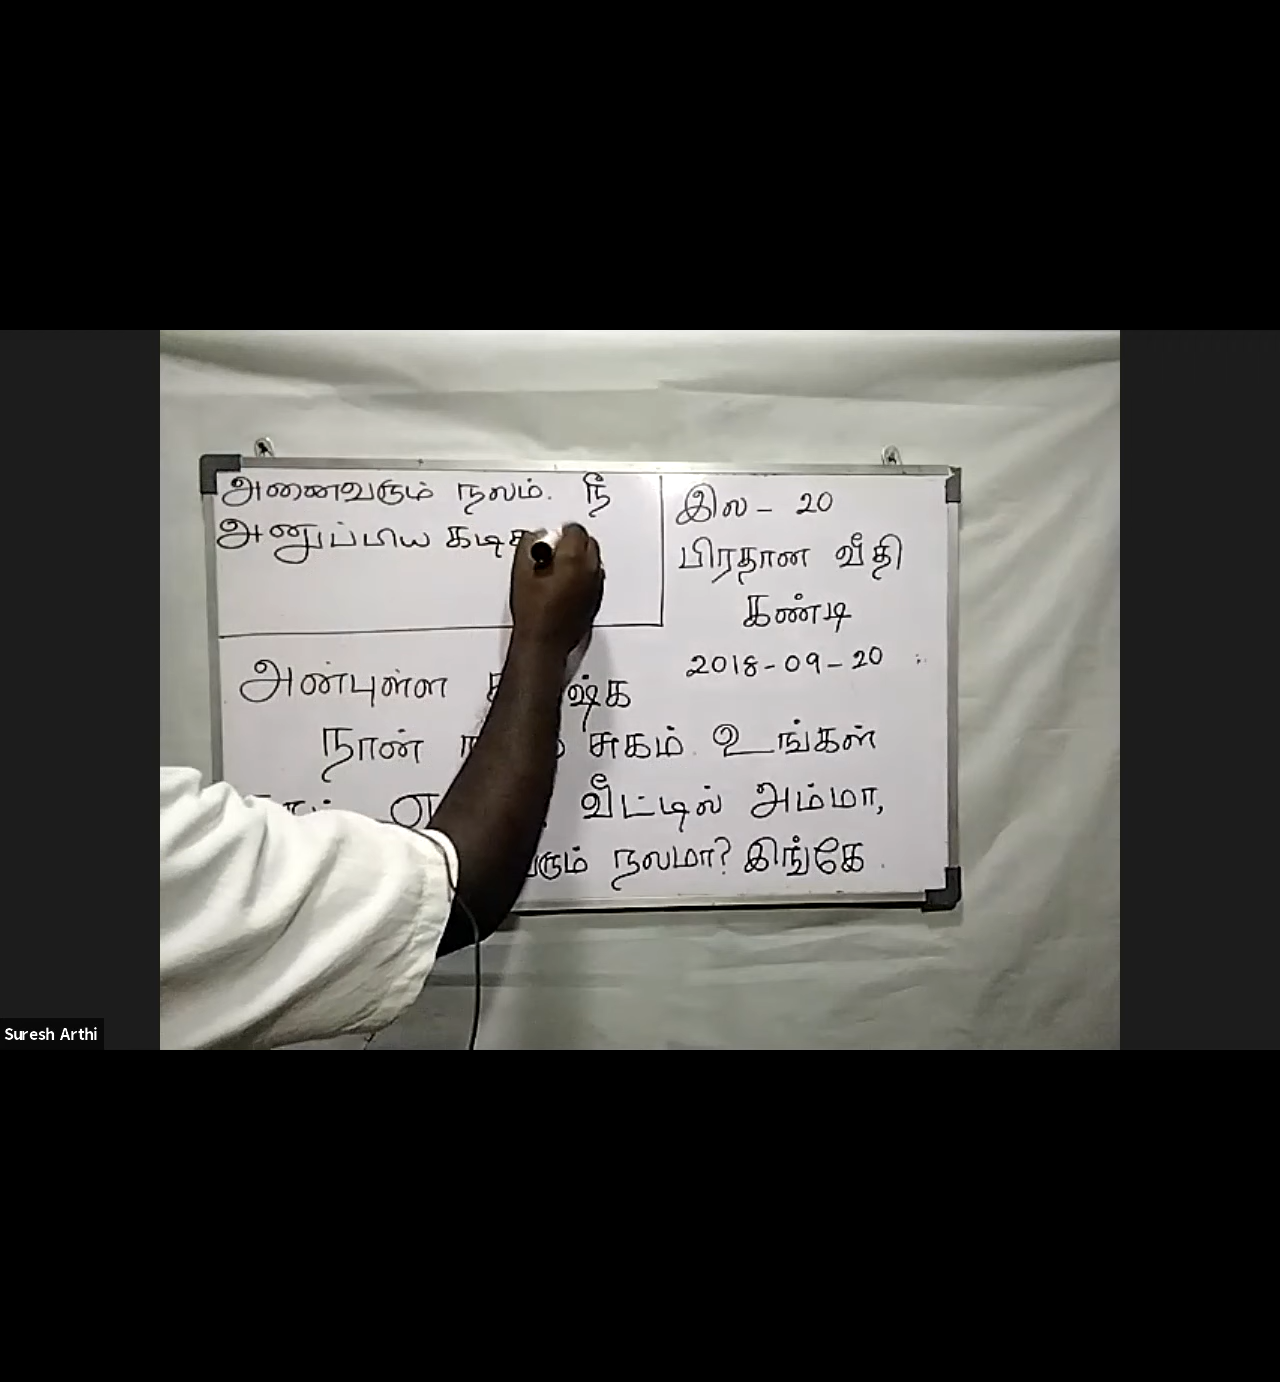 இல - 20
பிரதான வீதி
கண்டி
2018-09-20
அன்புள்ள
நான் சுகம். உங்கள்
வீட்டில் அம்மா,
நலமா? இங்கே
அனைவரும் நலம். நீ
அனுப்பிய
Suresh Arthi